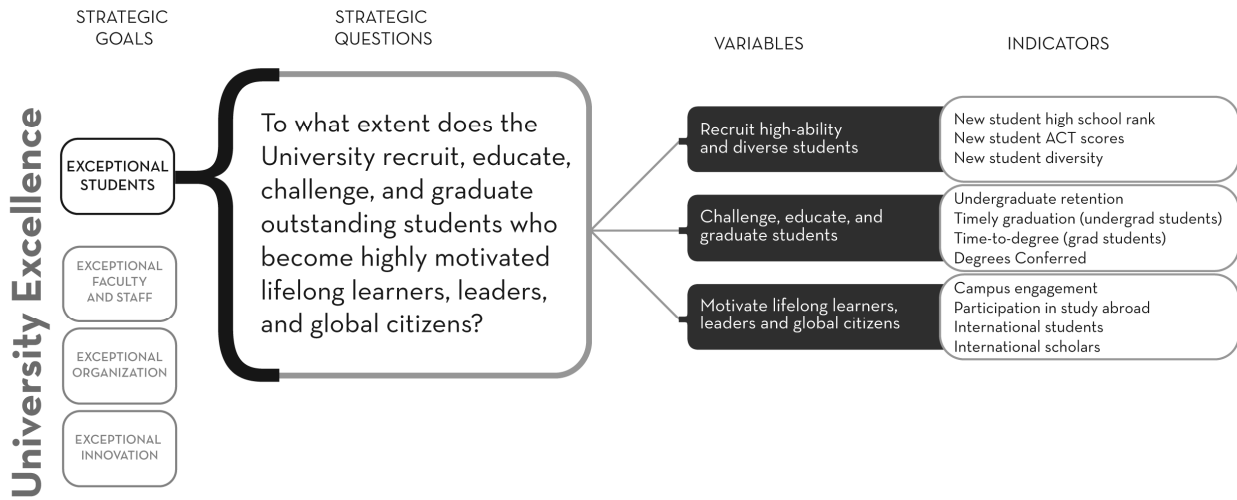 STRATEGIC
GOALS
STRATEGIC
QUESTIONS
VARIABLES
INDICATORS
University Excellence
EXCEPTIONAL
STUDENTS
EXCEPTIONAL
FACULTY
AND STAFF
EXCEPTIONAL
ORGANIZATION
EXCEPTIONAL
INNOVATION
To what extent does the
University recruit, educate,
challenge, and graduate
outstanding students who
become highly motivated
lifelong learners, leaders,
and global citizens?
Recruit high-ability
and diverse students
New student high school rank
New student ACT scores
New student diversity
Challenge, educate, and
graduate students
Undergraduate retention
Timely graduation (undergrad students)
Time-to-degree (grad students)
Degrees Conferred
Motivate lifelong learners,
leaders and global citizens
Campus engagement
Participation in study abroad
International students
International scholars